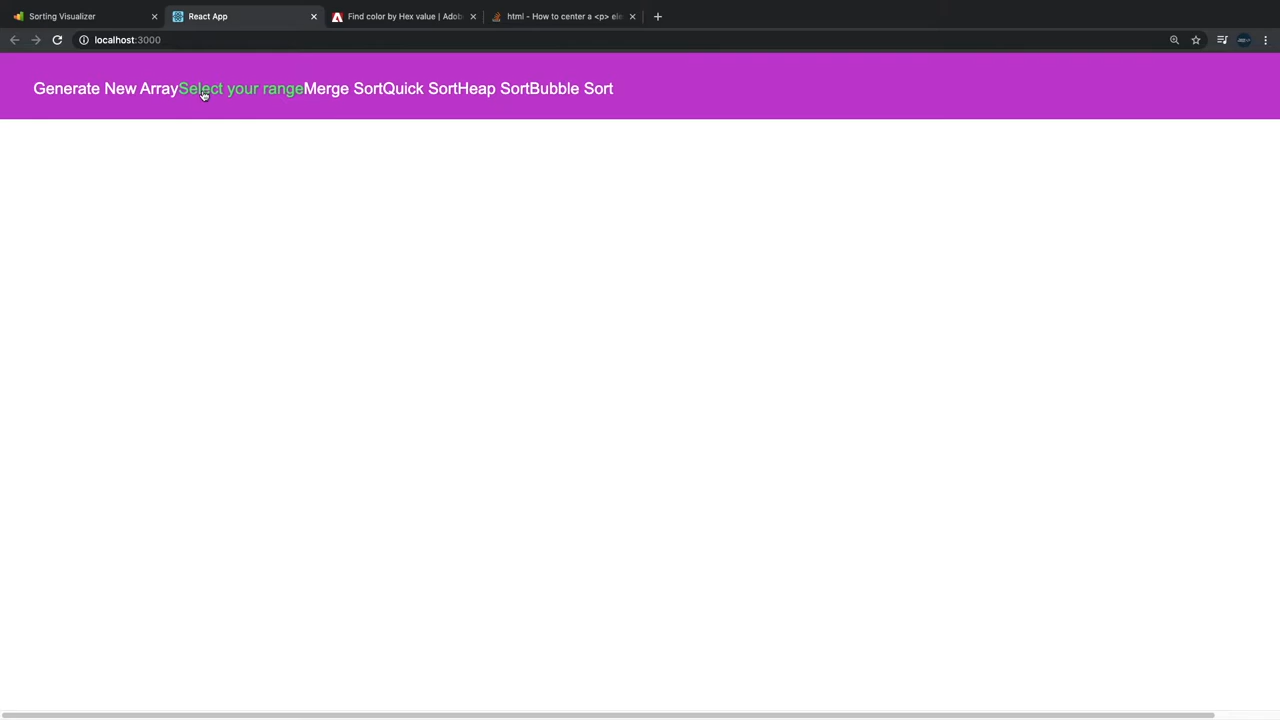 Sorting Visualizer
React App
Find color by Hex value | Adob
html - How to center a <p> ele
localhost:3000
Generate New ArraySelect your rangeMerge SortQuick SortHeap SortBubble Sort